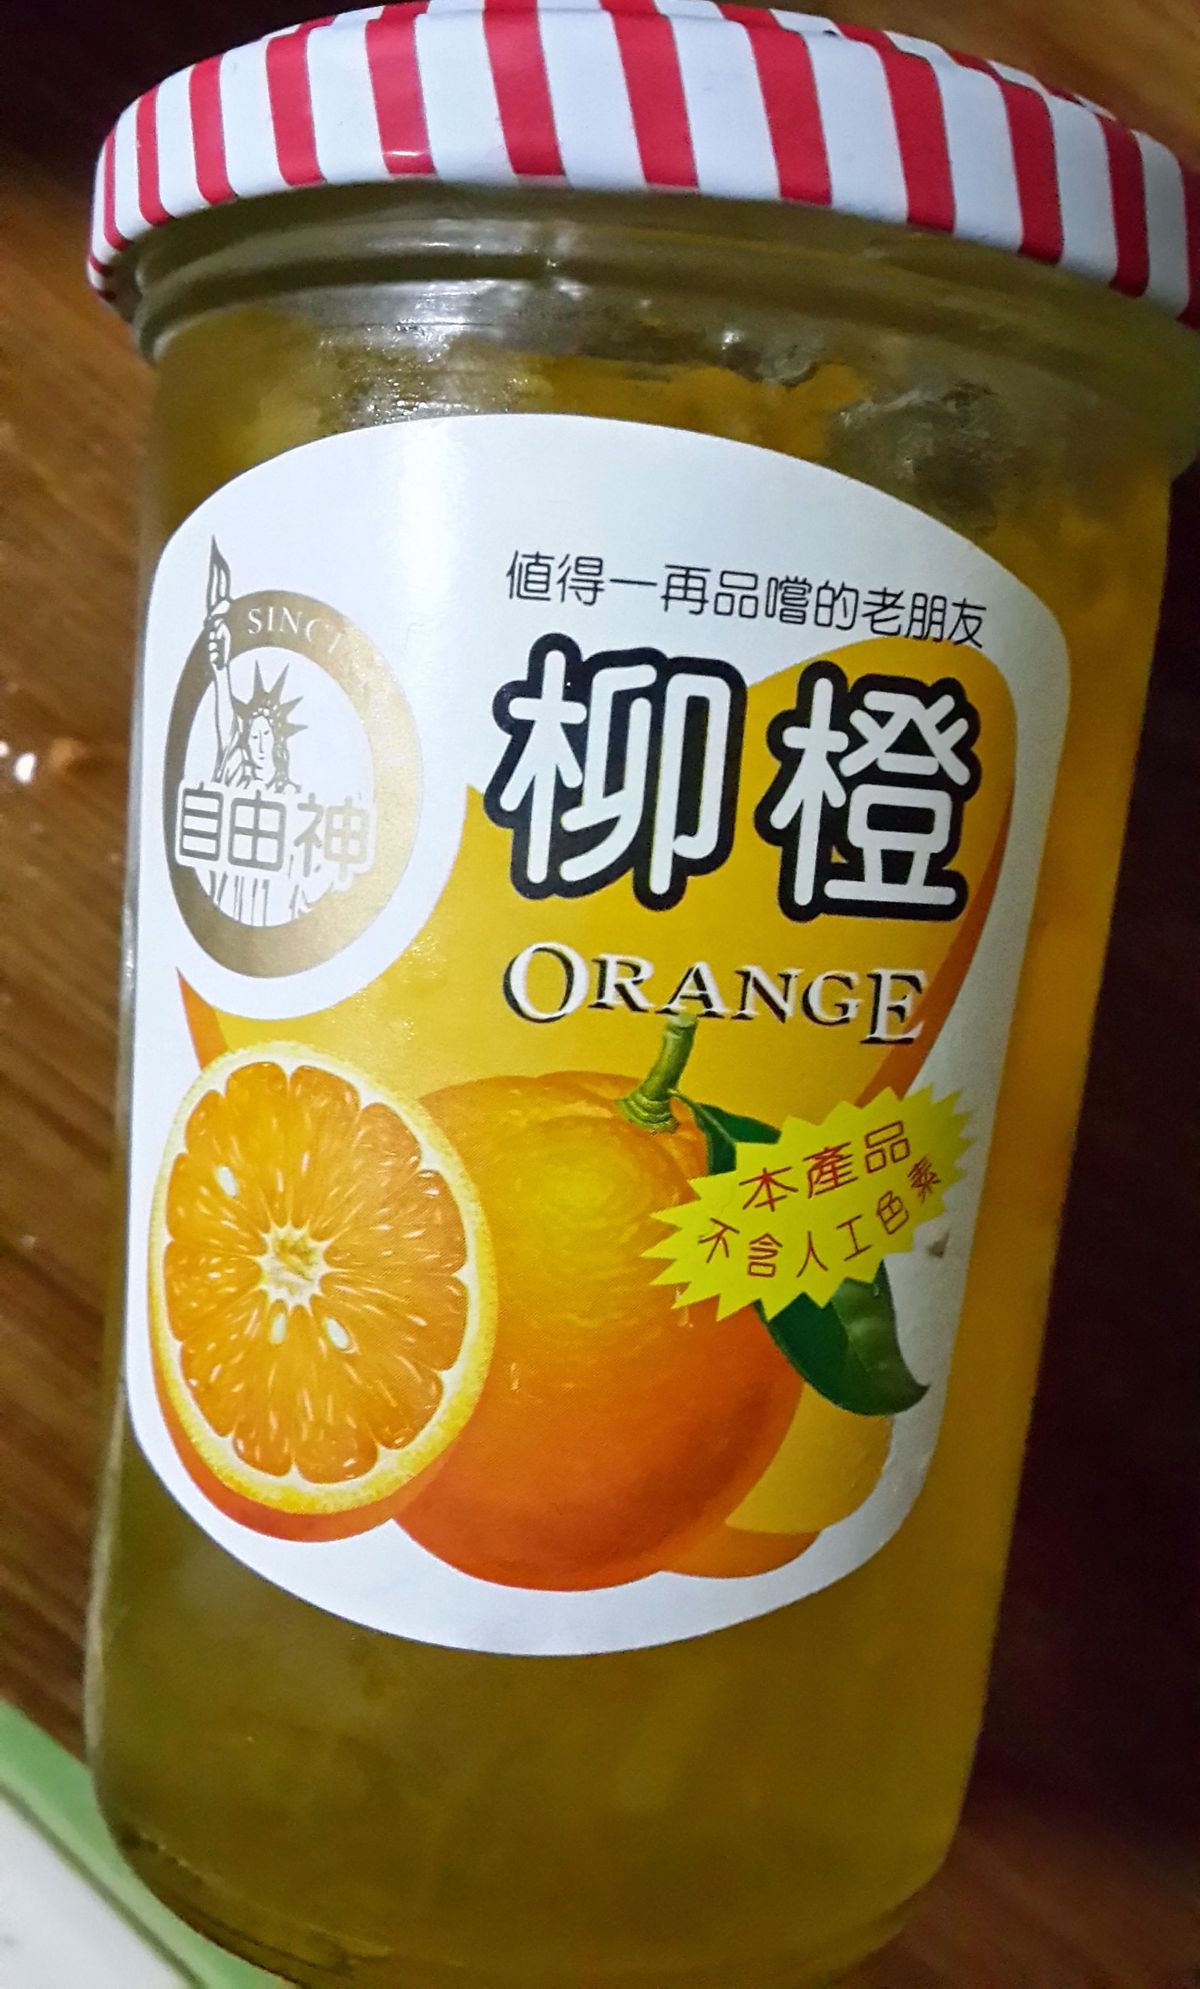 值得一再品嚐的老朋友
柳橙
ORANGE
SINCE
自由神
本產品
不含人工色素